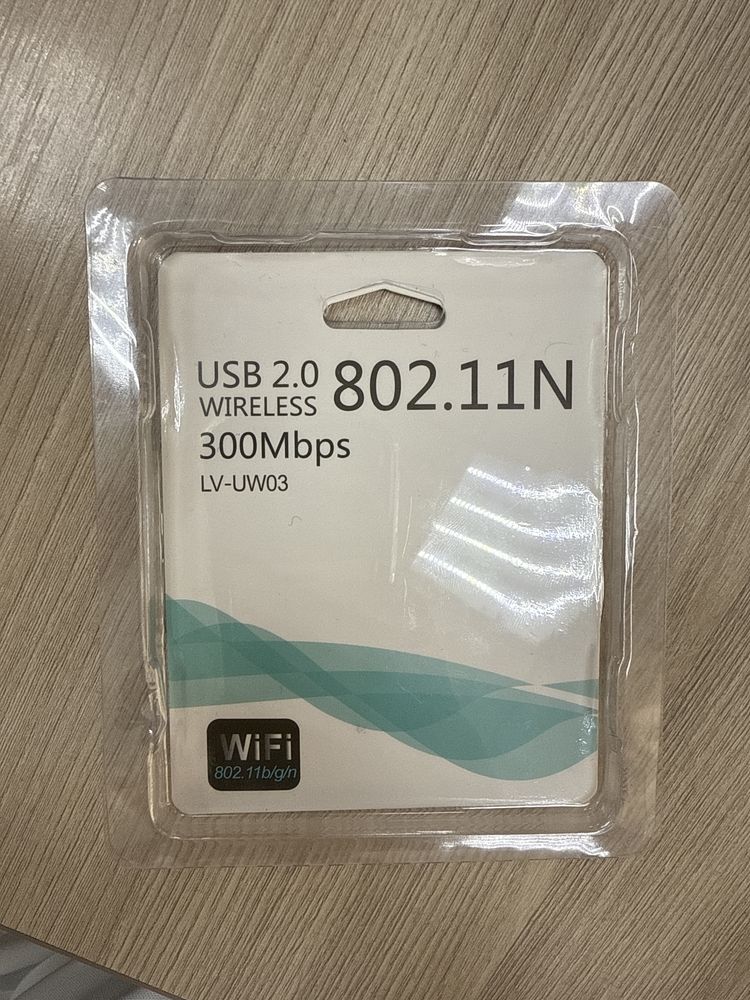 USB 2.0 802.11N
WIRELESS
300Mbps
LV-UW03
WiFi
802.11b/g/n